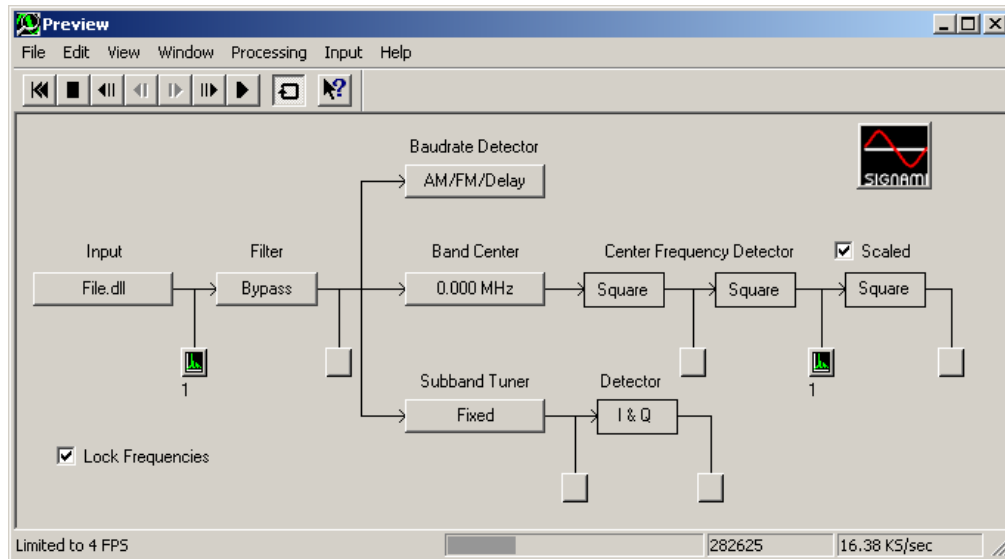 Preview
File Edit View Window Processing Input Help
Baudrate Detector
AM/FM/Delay
SIGNAMI
Input
Filter
Band Center
Center Frequency Detector
Scaled
File.dll
Bypass
0.000 MHz
Square
Square
Square
1
1
Subband Tuner
Detector
Fixed
I & Q
Lock Frequencies
Limited to 4 FPS
282625
16.38 KS/sec